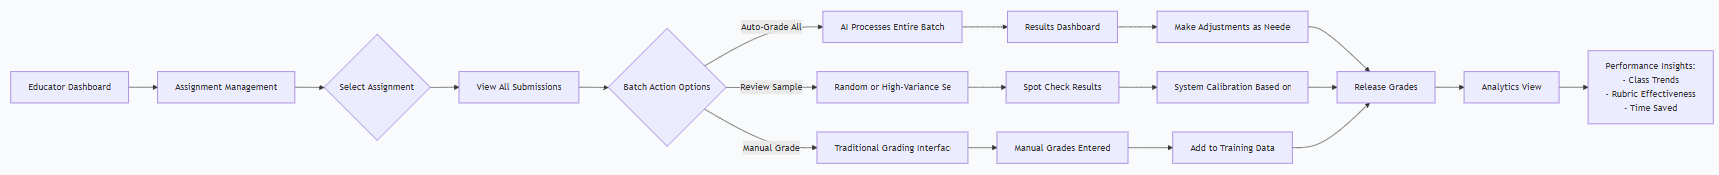 Educator Dashboard
Assignment Management
Select Assignment
View All Submissions
Batch Action Options
Auto-Grade All
AI Processes Entire Batch
Results Dashboard
Make Adjustments as Neede
Review Sample
Random or High-Variance Se
Spot Check Results
System Calibration Based on
Manual Grade
Traditional Grading Interfac
Manual Grades Entered
Add to Training Data
Release Grades
Analytics View
Performance Insights:
- Class Trends
- Rubric Effectiveness
- Time Saved